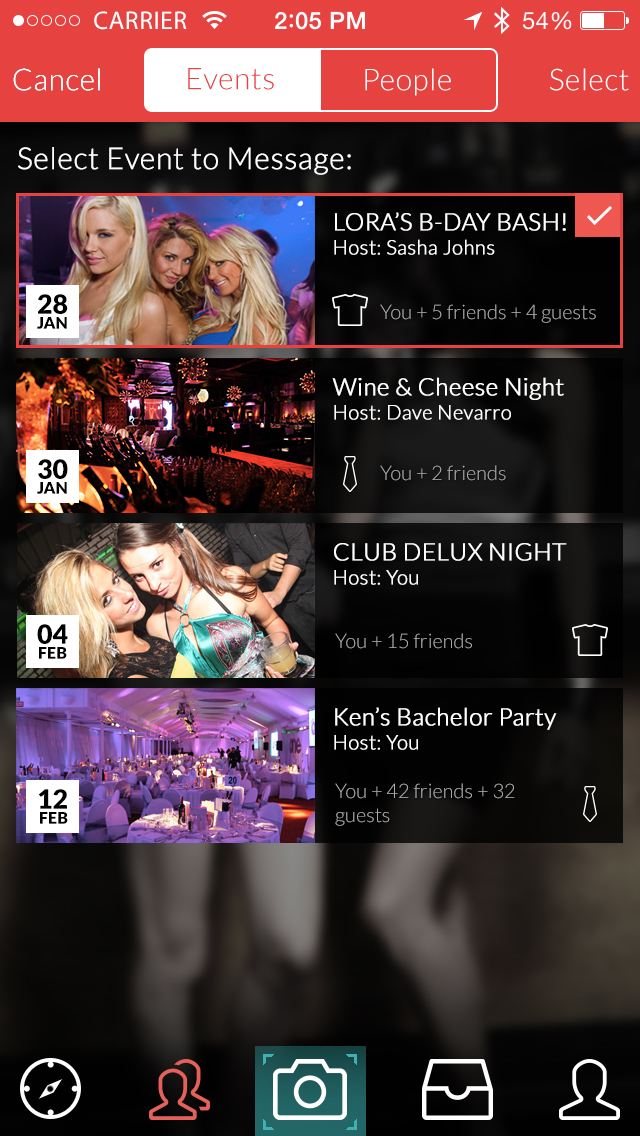 CARRIER 2:05 PM 54%
Cancel Events People Select
Select Event to Message:
LORA'S B-DAY BASH!
Host: Sasha Johns
28
JAN
You + 5 friends + 4 guests
Wine & Cheese Night
Host: Dave Nevarro
30
JAN
You + 2 friends
CLUB DELUX NIGHT
Host: You
04
FEB
You + 15 friends
Ken's Bachelor Party
Host: You
12
FEB
You + 42 friends + 32
guests
20